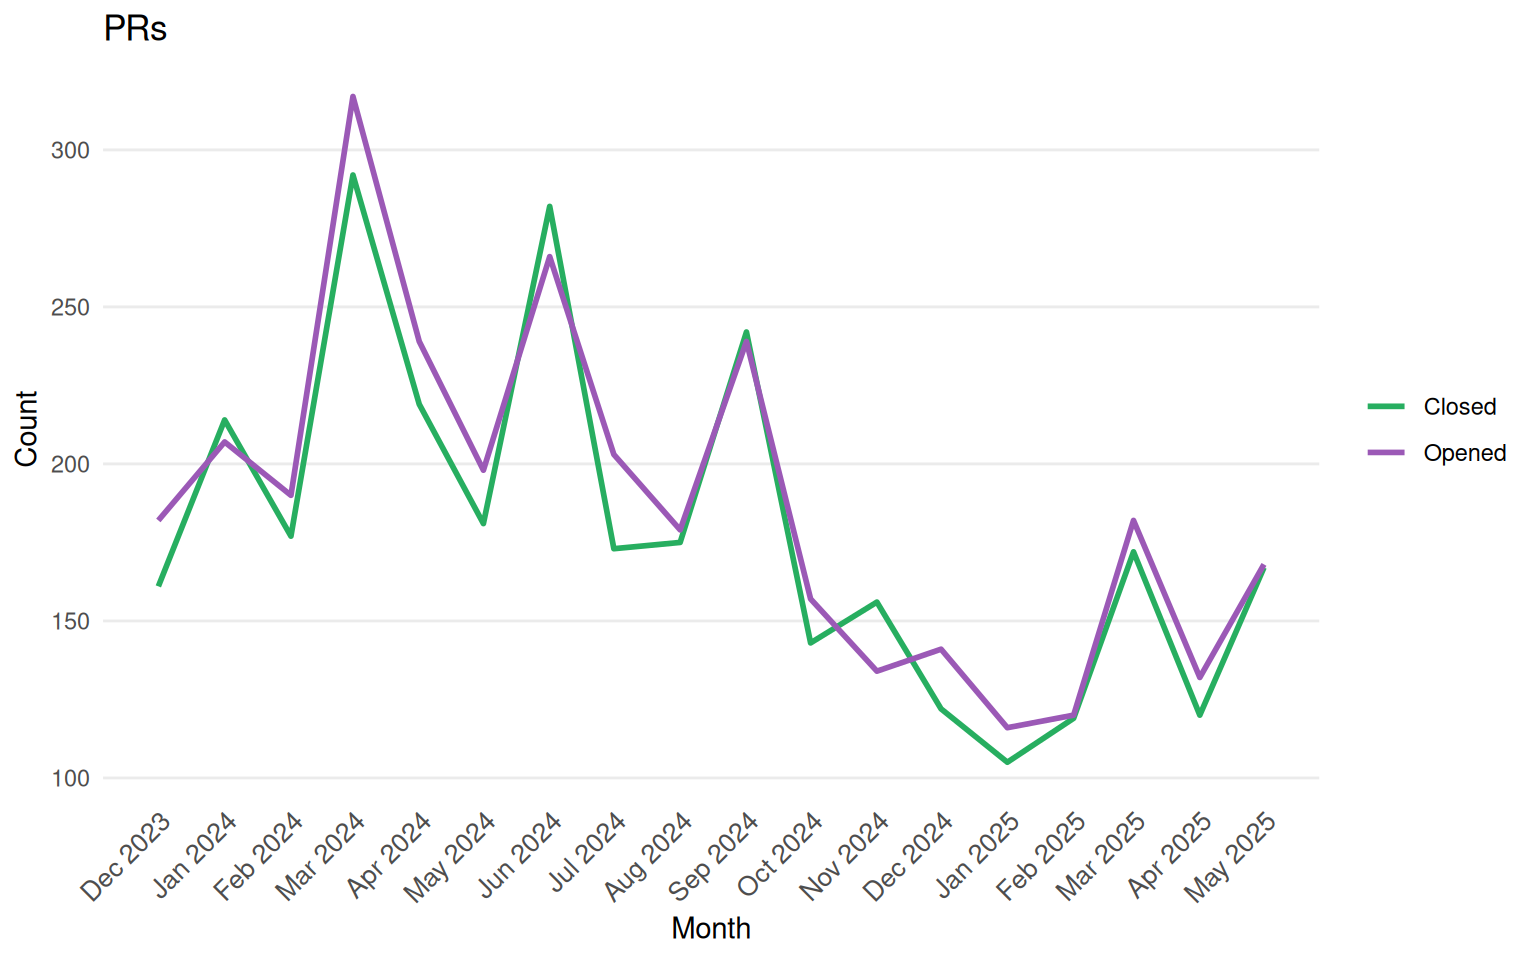 PRs
300
250
200
150
100
Count
Dec 2023
Jan 2024
Feb 2024
Mar 2024
Apr 2024
May 2024
Jun 2024
Jul 2024
Aug 2024
Sep 2024
Oct 2024
Nov 2024
Dec 2024
Jan 2025
Feb 2025
Mar 2025
Apr 2025
May 2025
Month
Closed
Opened